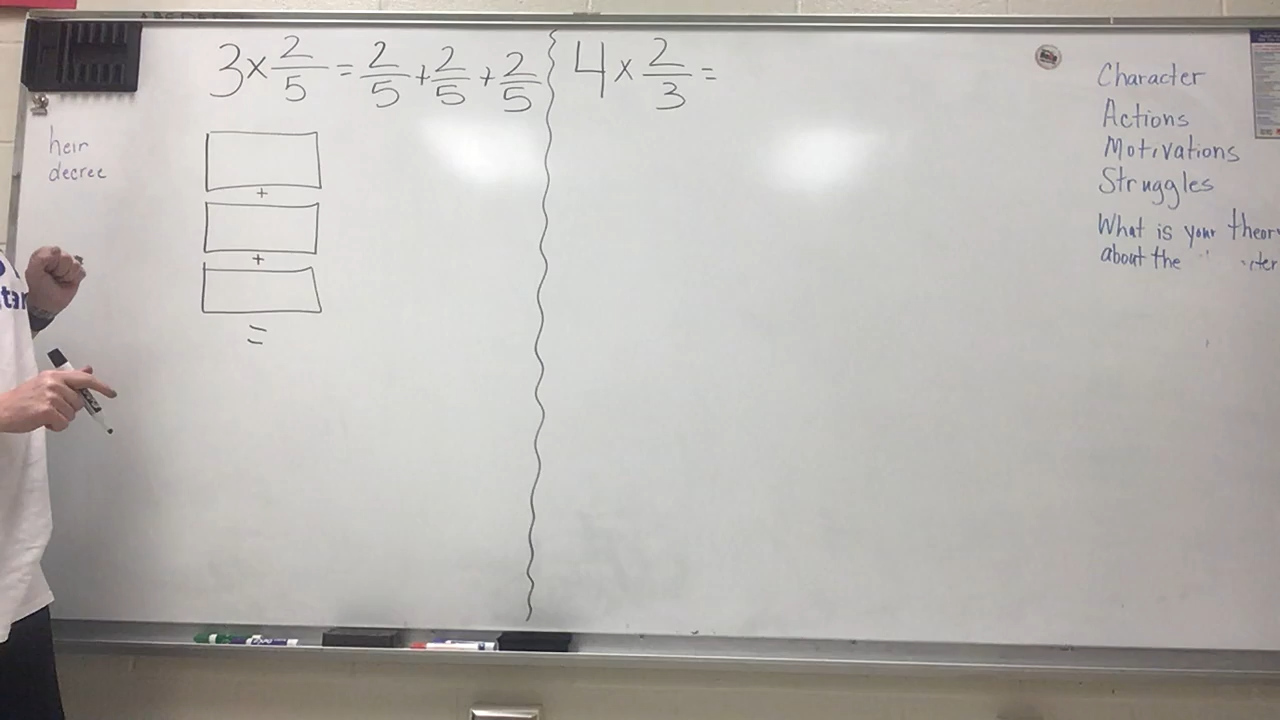 3 × 2/5 = 2/5 + 2/5 + 2/5
4 × 2/3 =
heir
decree
+
+
=
Character
Actions
Motivations
Struggles
What is your theory
about the